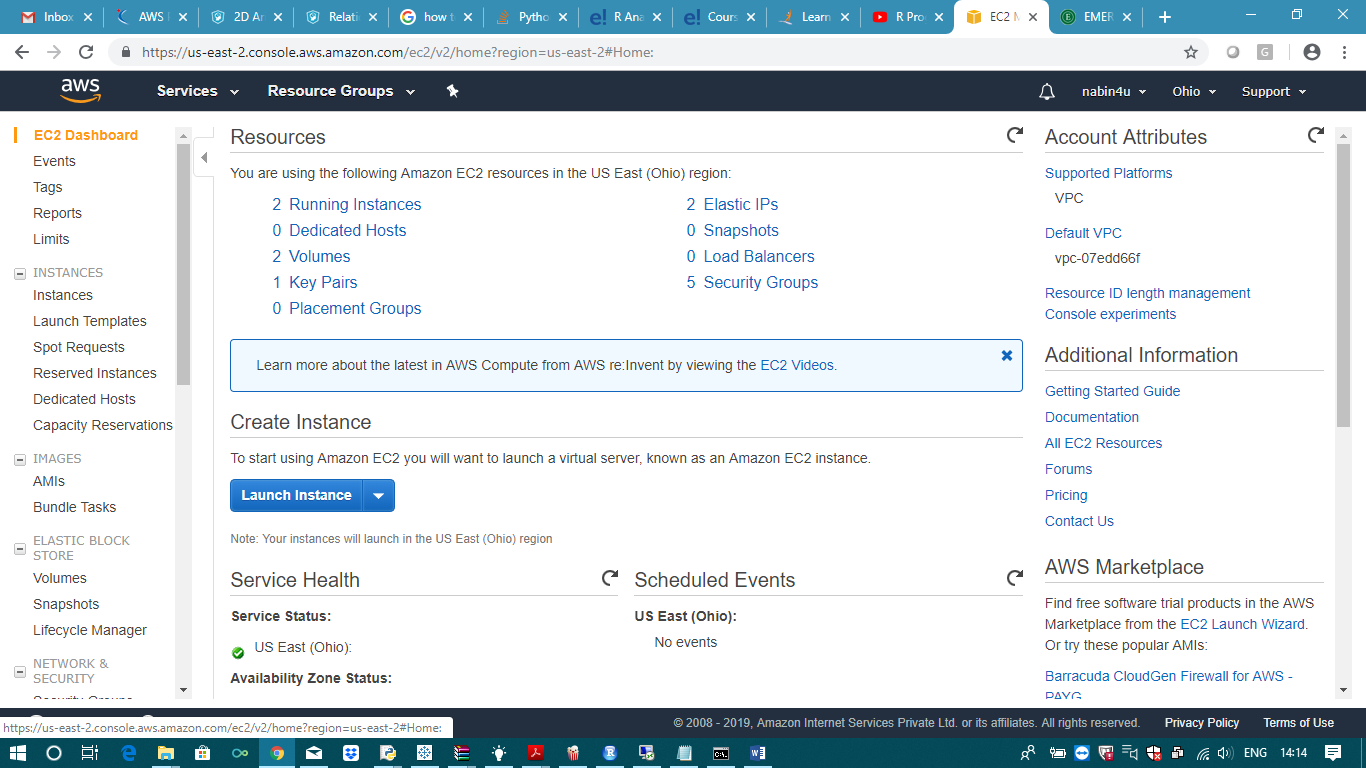 Inbox
AWS
2D Ar
Relati
how t
Pytho
R Ana
Cours
Learn
R Pro
EC2 M
EMER
https://us-east-2.console.aws.amazon.com/ec2/v2/home?region=us-east-2#Home:
aws
Services
Resource Groups
nabin4u
Ohio
Support
EC2 Dashboard
Events
Tags
Reports
Limits
INSTANCES
Instances
Launch Templates
Spot Requests
Reserved Instances
Dedicated Hosts
Capacity Reservations
IMAGES
AMIs
Bundle Tasks
ELASTIC BLOCK
STORE
Volumes
Snapshots
Lifecycle Manager
NETWORK &
SECURITY
Security Groups
Resources
You are using the following Amazon EC2 resources in the US East (Ohio) region:
2 Running Instances
2 Elastic IPs
0 Dedicated Hosts
0 Snapshots
2 Volumes
0 Load Balancers
1 Key Pairs
5 Security Groups
0 Placement Groups
Learn more about the latest in AWS Compute from AWS re:Invent by viewing the EC2 Videos.
Create Instance
To start using Amazon EC2 you will want to launch a virtual server, known as an Amazon EC2 instance.
Launch Instance
Note: Your instances will launch in the US East (Ohio) region
Service Health
Service Status:
US East (Ohio):
Availability Zone Status:
Scheduled Events
US East (Ohio):
No events
Account Attributes
Supported Platforms
VPC
Default VPC
vpc-07edd66f
Resource ID length management
Console experiments
Additional Information
Getting Started Guide
Documentation
All EC2 Resources
Forums
Pricing
Contact Us
AWS Marketplace
Find free software trial products in the AWS
Marketplace from the EC2 Launch Wizard.
Or try these popular AMIs:
Barracuda CloudGen Firewall for AWS -
PAYG
https://us-east-2.console.aws.amazon.com/ec2/v2/home?region=us-east-2#Home:
© 2008 - 2019, Amazon Internet Services Private Ltd. or its affiliates. All rights reserved.
Privacy Policy
Terms of Use
ENG
14:14